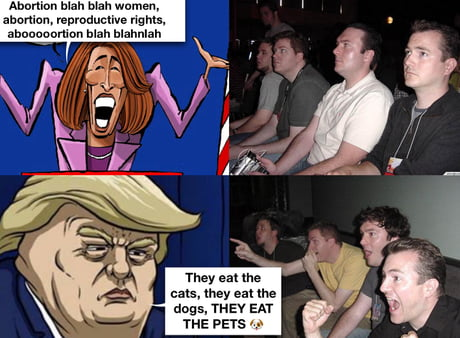 Abortion blah blah women,
abortion, reproductive rights,
abooooortion blah blahnlah
They eat the
cats, they eat the
dogs, THEY EAT
THE PETS 🐶